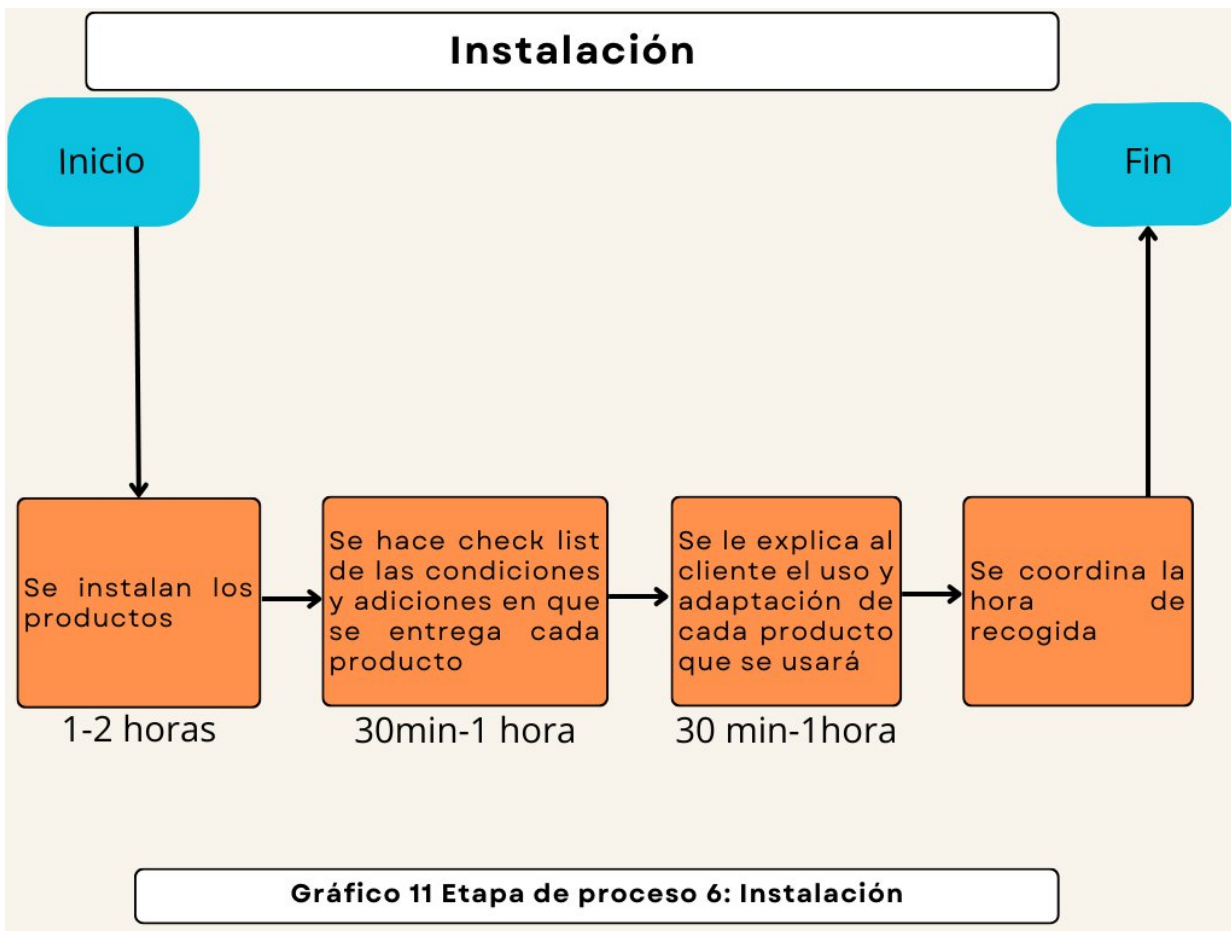 Instalación
Inicio
Fin
Se instalan los
productos
1-2 horas
Se hace check list
de las condiciones
y adiciones en que
se entrega cada
producto
30min-1 hora
Se le explica al
cliente el uso y
adaptación de
cada producto
que se usará
30 min-1hora
Se coordina la
hora de
recogida
Gráfico 11 Etapa de proceso 6: Instalación